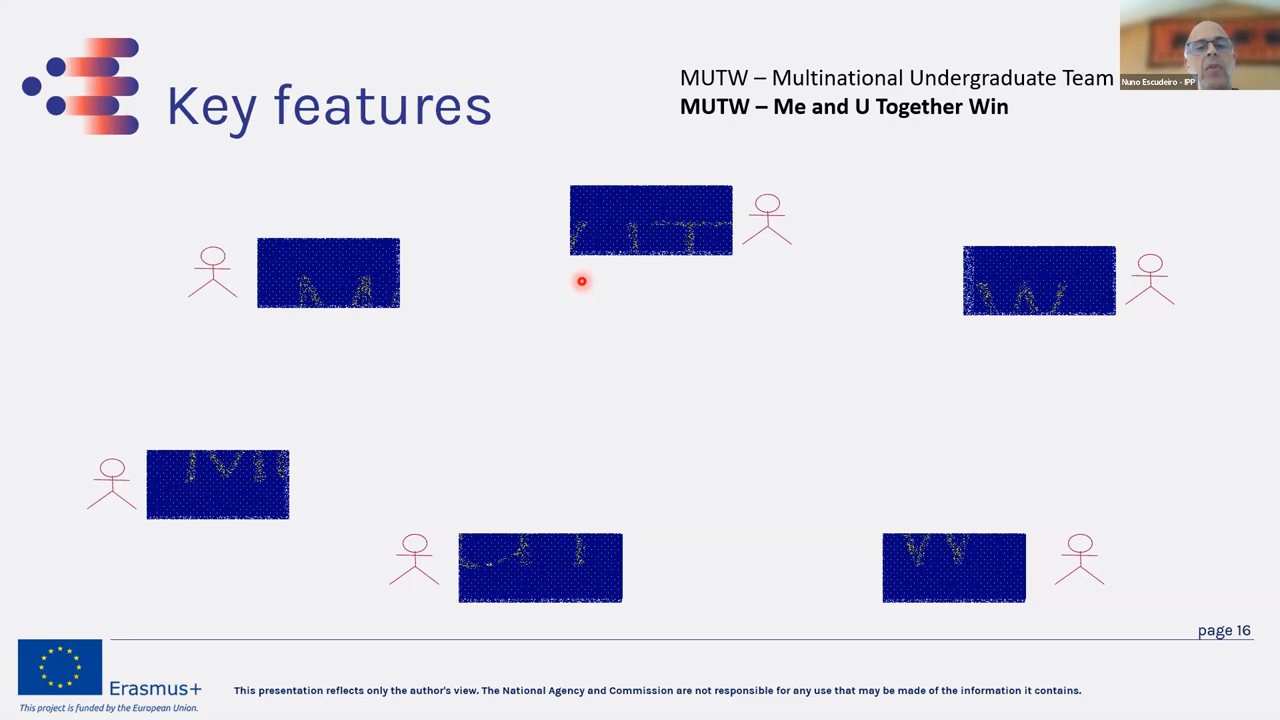 Key features
MUTW – Multinational Undergraduate Team
MUTW – Me and U Together Win
Nuno Escudeiro - IPP
page 16
Erasmus+
This project is funded by the European Union.
This presentation reflects only the author's view. The National Agency and Commission are not responsible for any use that may be made of the information it contains.